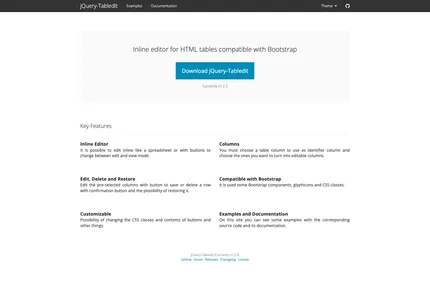 jQuery-Tabledit Examples Documentation Theme
Inline editor for HTML tables compatible with Bootstrap
Download jQuery-Tabledit
Key Features
Inline Editor
It is possible to edit inline like a spreadsheet or with buttons to
change between edit and view mode.
Columns
You must choose a table column to use as identifier column and
choose the ones you want to turn into editable columns.
Edit, Delete and Restore
Edit the pre-selected columns with button to save or delete a row
with confirmation button and the possibility of restoring it.
Compatible with Bootstrap
It is used some Bootstrap components, glyphicons and CSS classes.
Customizable
Possibility of changing the CSS classes and contents of buttons and
other things.
Examples and Documentation
On this site you can see some examples with the corresponding
source code and its documentation.
GitHub Issues Releases Changelog License